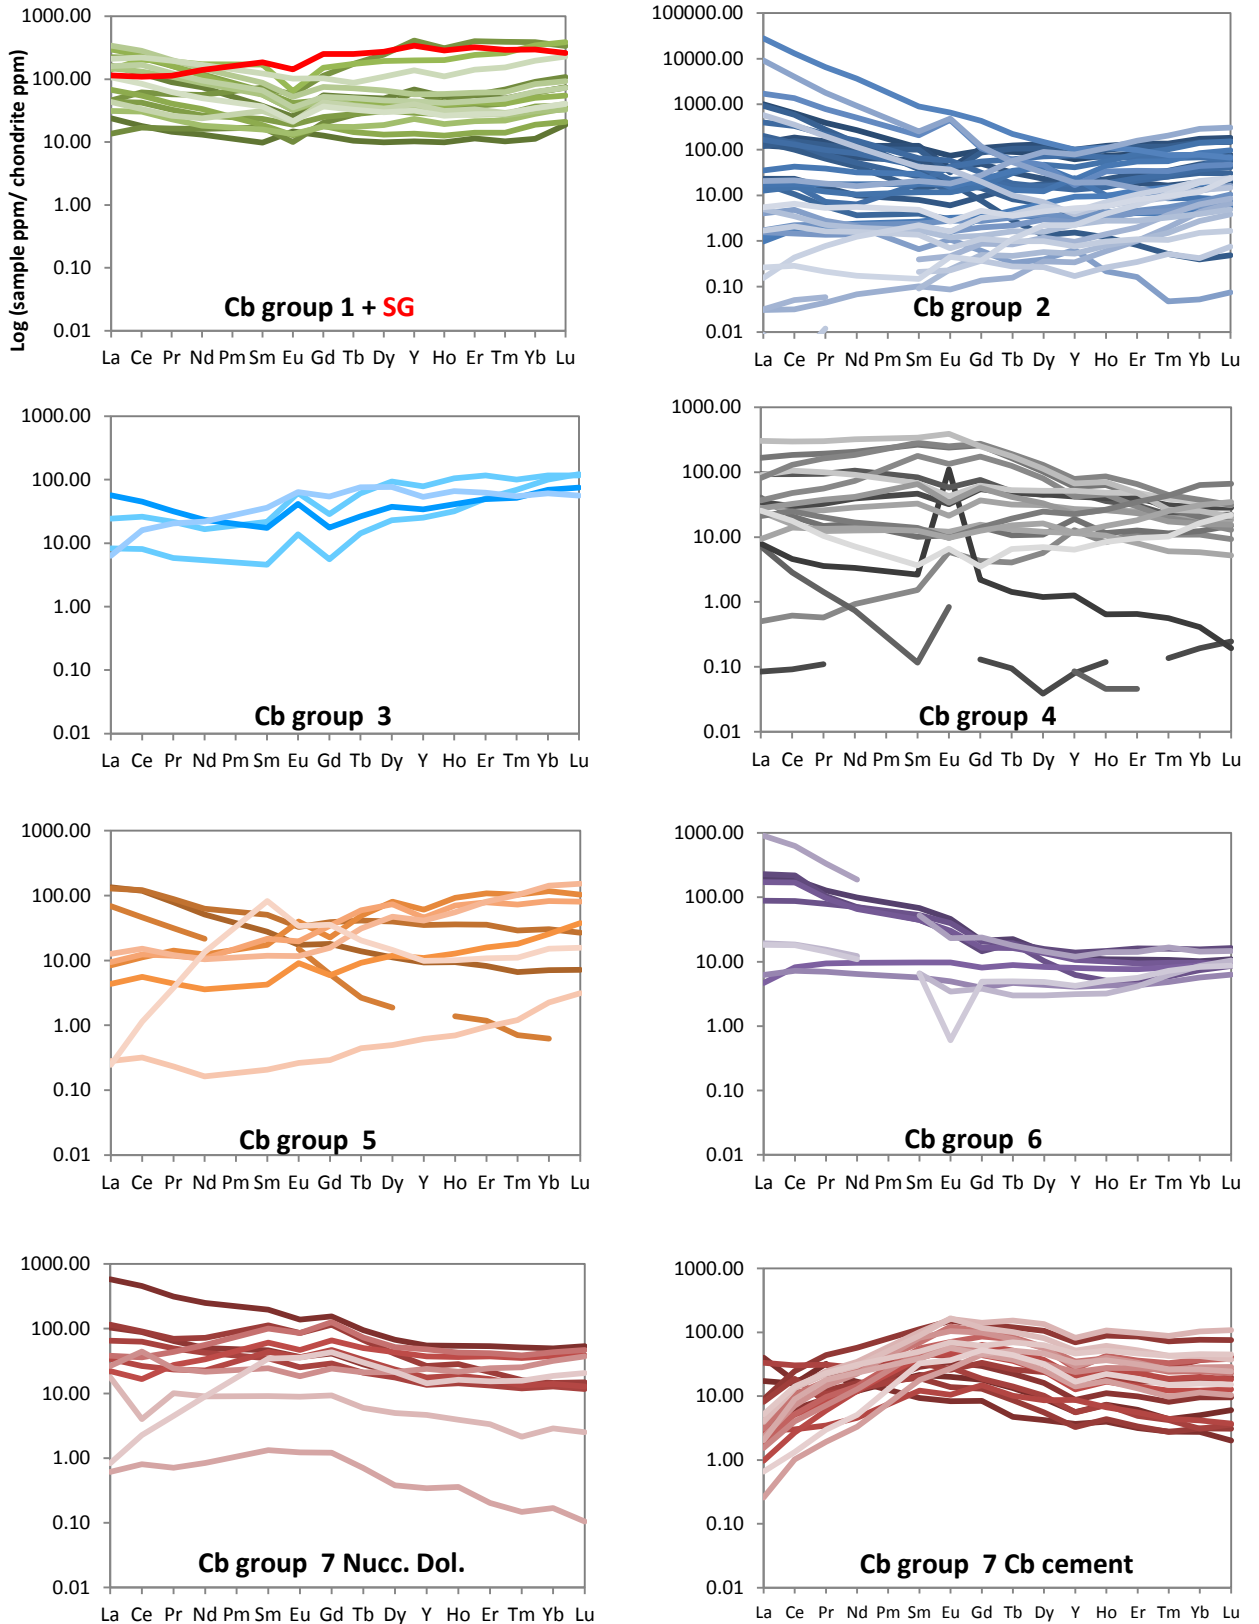 Log (sample ppm/ chondrite ppm)
1000.00
100.00
10.00
1.00
0.10
0.01
Cb group 1 + SG
La Ce Pr Nd Pm Sm Eu Gd Tb Dy Y Ho Er Tm Yb Lu
100000.00
10000.00
1000.00
100.00
10.00
1.00
0.10
0.01
Cb group 2
La Ce Pr Nd Pm Sm Eu Gd Tb Dy Y Ho Er Tm Yb Lu
1000.00
100.00
10.00
1.00
0.10
0.01
Cb group 3
La Ce Pr Nd Pm Sm Eu Gd Tb Dy Y Ho Er Tm Yb Lu
1000.00
100.00
10.00
1.00
0.10
0.01
Cb group 4
La Ce Pr Nd Pm Sm Eu Gd Tb Dy Y Ho Er Tm Yb Lu
1000.00
100.00
10.00
1.00
0.10
0.01
Cb group 5
La Ce Pr Nd Pm Sm Eu Gd Tb Dy Y Ho Er Tm Yb Lu
1000.00
100.00
10.00
1.00
0.10
0.01
Cb group 6
La Ce Pr Nd Pm Sm Eu Gd Tb Dy Y Ho Er Tm Yb Lu
1000.00
100.00
10.00
1.00
0.10
0.01
Cb group 7 Nucc. Dol.
La Ce Pr Nd Pm Sm Eu Gd Tb Dy Y Ho Er Tm Yb Lu
1000.00
100.00
10.00
1.00
0.10
0.01
Cb group 7 Cb cement
La Ce Pr Nd Pm Sm Eu Gd Tb Dy Y Ho Er Tm Yb Lu